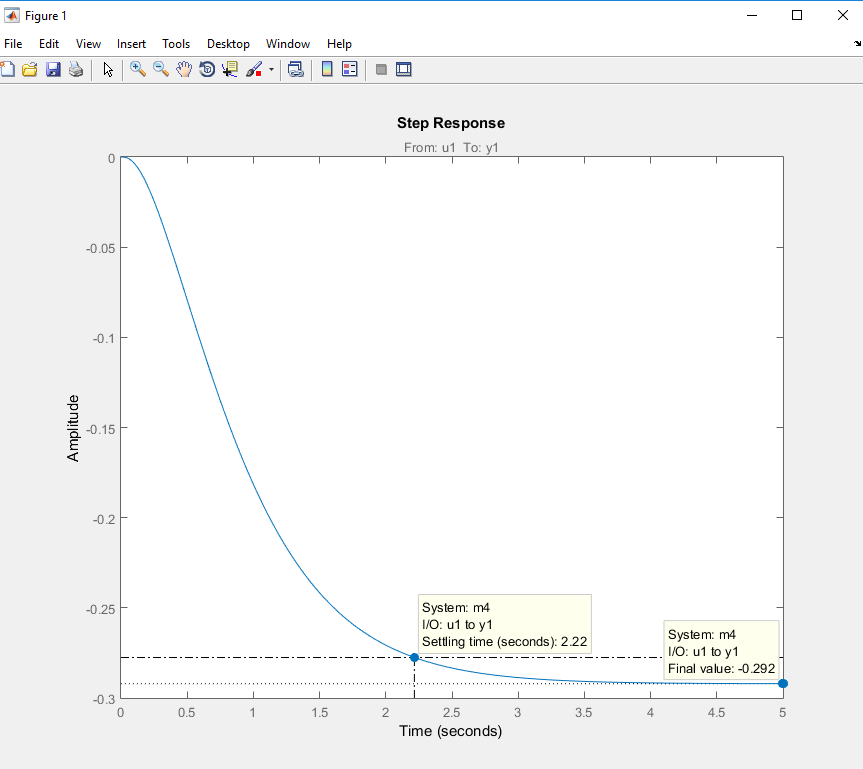 Figure 1
File Edit View Insert Tools Desktop Window Help
Step Response
From: u1 To: y1
Amplitude
0
-0.05
-0.1
-0.15
-0.2
-0.25
-0.3
System: m4
I/O: u1 to y1
Settling time (seconds): 2.22
System: m4
I/O: u1 to y1
Final value: -0.292
0 0.5 1 1.5 2 2.5 3 3.5 4 4.5 5
Time (seconds)